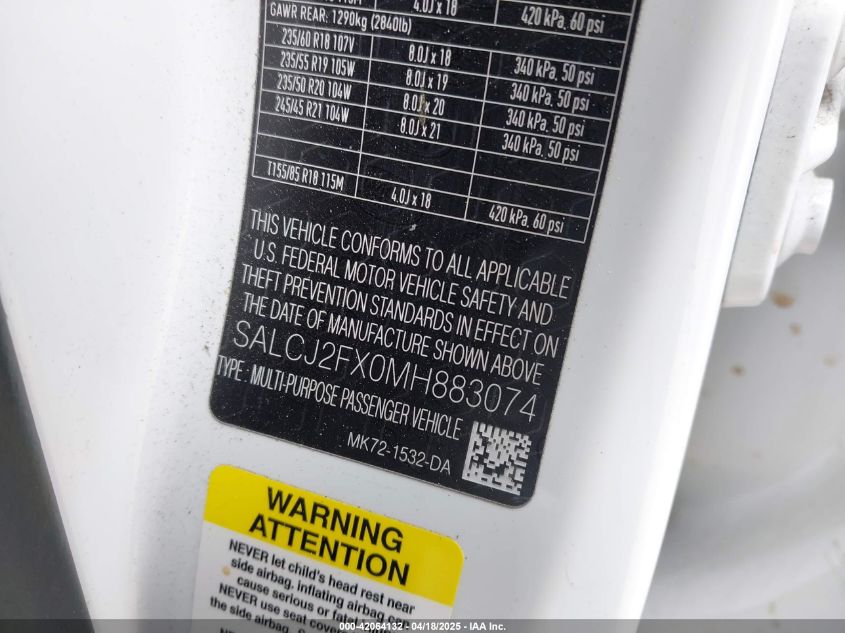 4.0J x 18
420 kPa. 60 psi
GAWR REAR: 1290kg (2840lb)
235/60 R18 107V 8.0J x 18 340 kPa. 50 psi
235/55 R19 105W 8.0J x 19 340 kPa. 50 psi
235/50 R20 104W 8.0J x 20 340 kPa. 50 psi
245/45 R21 104W 8.0J x 21 340 kPa. 50 psi
T155/85 R18 115M 4.0J x 18 420 kPa. 60 psi
THIS VEHICLE CONFORMS TO ALL APPLICABLE
U.S. FEDERAL MOTOR VEHICLE SAFETY AND
THEFT PREVENTION STANDARDS IN EFFECT ON
THE DATE OF MANUFACTURE SHOWN ABOVE
SALCJ2FX0MH883074
TYPE : MULTI-PURPOSE PASSENGER VEHICLE
MK72-1532-DA
WARNING
ATTENTION
NEVER let child's head rest near
side airbag. inflating airbag can
cause serious or fatal
NEVER use seat
the side airbag.
000-42064132 - 04/18/2025 - IAA Inc.